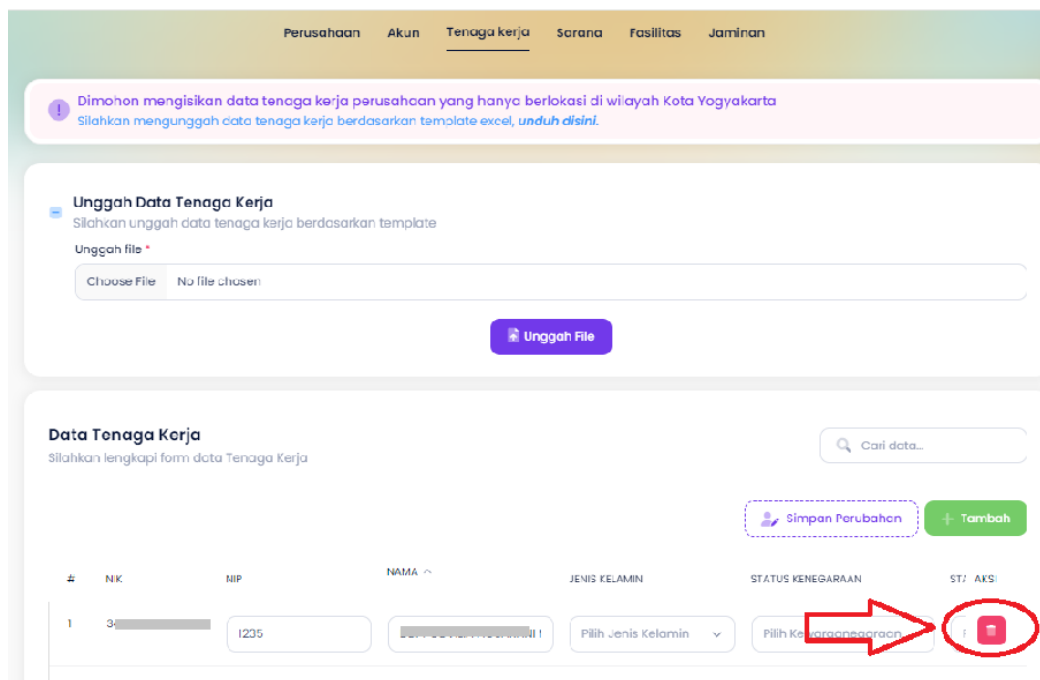 Perusahaan Akun Tenaga kerja Sarana Fasilitas Jaminan
Dimohon mengisikan data tenaga kerja perusahaan yang hanya berlokasi di wilayah Kota Yogyakarta
Silahkan mengunggah data tenaga kerja berdasarkan template excel, unduh disini.
Unggah Data Tenaga Kerja
Silahkan unggah data tenaga kerja berdasarkan template
Unggah file *
Choose File No file chosen
Unggah File
Data Tenaga Kerja
Silahkan lengkapi form data Tenaga Kerja
Cari data...
Simpan Perubahan + Tambah
# NIK NIP NAMA JENIS KELAMIN STATUS KENEGARAAN STA AKSI
1 3 1235 Pilih Jenis Kelamin Pilih Kewarganegaraan